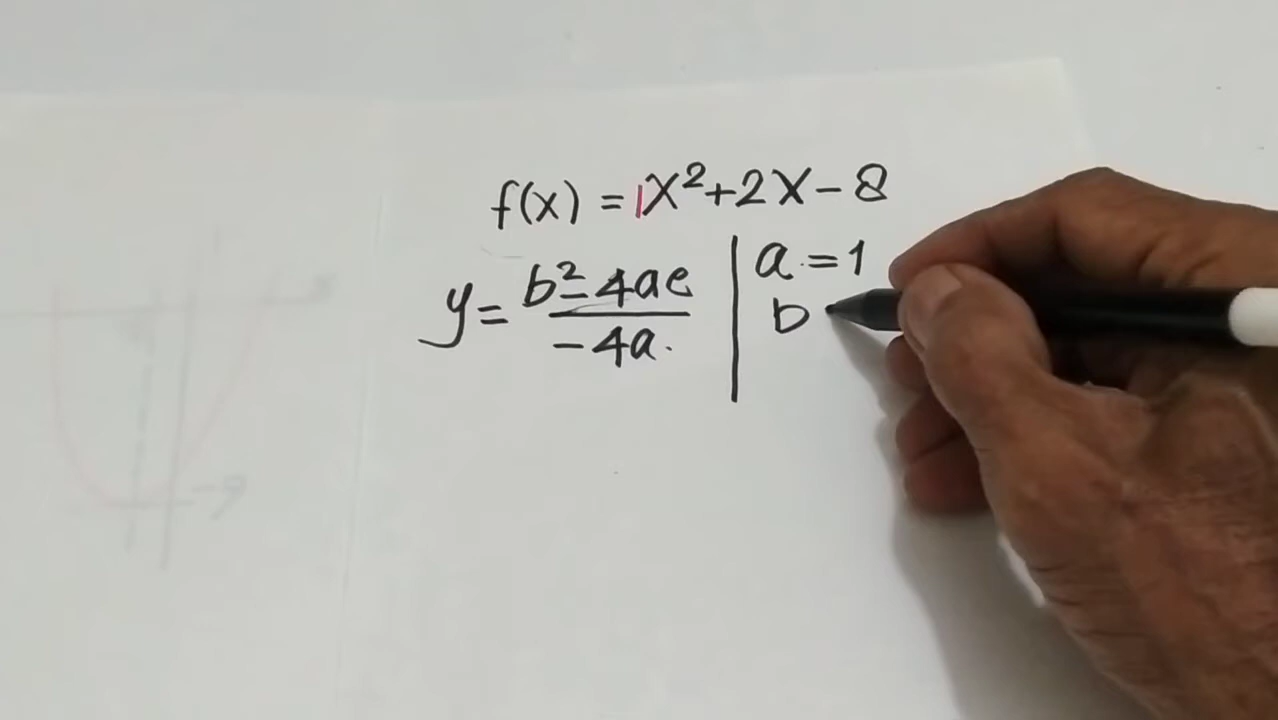 f(x) = 1x²+2x-8
y = b²-4ac / -4a.
a = 1
b